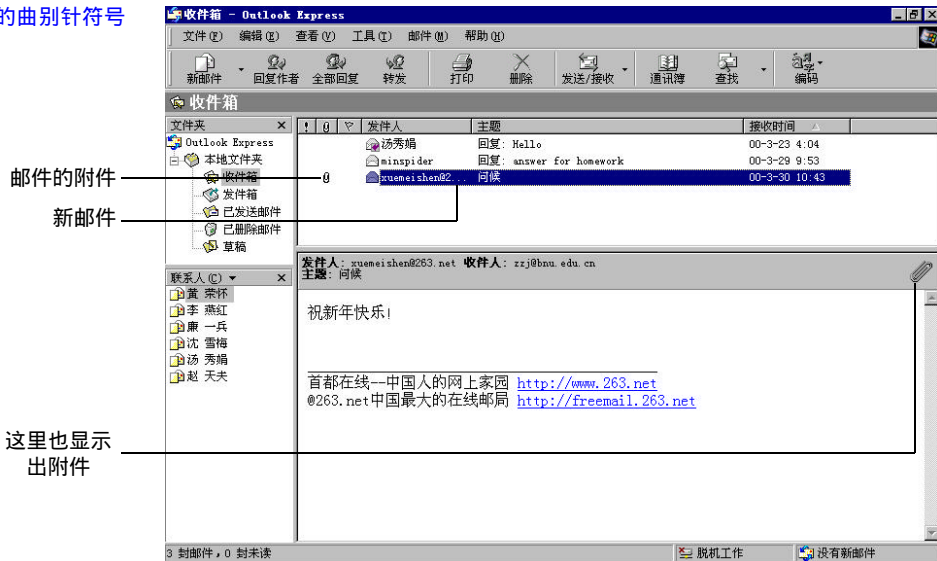 的曲别针符号
收件箱 - Outlook Express
文件(F) 编辑(E) 查看(V) 工具(T) 邮件(M) 帮助(H)
新邮件 回复作者 全部回复 转发 打印 删除 发送/接收 通讯簿 查找 编码
收件箱
文件夹 ×
Outlook Express
本地文件夹
收件箱
发件箱
已发送邮件
已删除邮件
草稿
! 发件人 主题 接收时间
汤秀娟 回复: Hello 00-3-23 4:04
minspider 回复: answer for homework 00-3-29 9:53
xuemeishen@2... 问候 00-3-30 10:43
邮件的附件
新邮件
发件人: xuemeishen@263.net 收件人: zzj@bnu.edu.cn
主题: 问候
联系人(C) ×
黄 荣怀
李 燕红
廉 一兵
沈 雪梅
汤 秀娟
赵 天夫
祝新年快乐!
首都在线--中国人的网上家园 http://www.263.net
@263.net中国最大的在线邮局 http://freemail.263.net
这里也显示
出附件
3 封邮件，0 封未读
脱机工作
没有新邮件